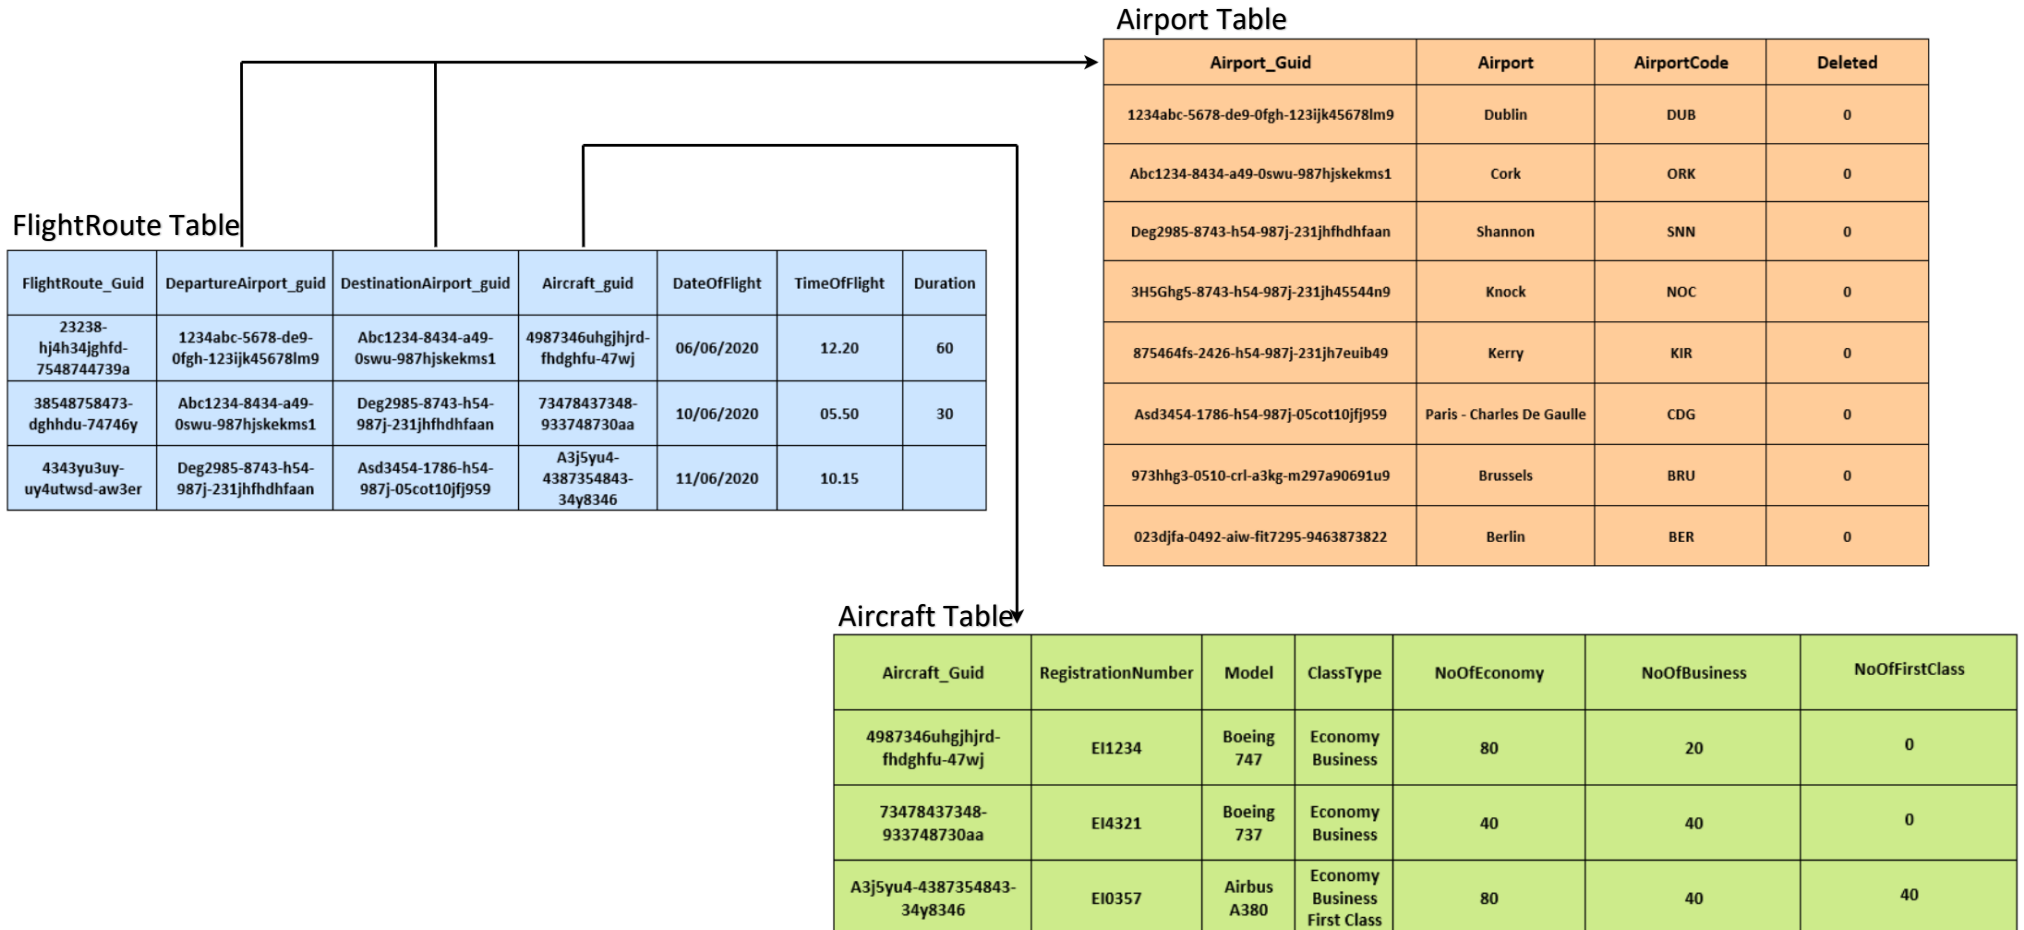 Airport Table
Airport_Guid Airport AirportCode Deleted
1234abc-5678-de9-0fgh-123ijk45678lm9 Dublin DUB 0
Abc1234-8434-a49-0swu-987hjskekms1 Cork ORK 0
Deg2985-8743-h54-987j-231jhfhdhfaan Shannon SNN 0
3H5Ghg5-8743-h54-987j-231jh45544n9 Knock NOC 0
875464fs-2426-h54-987j-231jh7euib49 Kerry KIR 0
Asd3454-1786-h54-987j-05cot10jfj959 Paris - Charles De Gaulle CDG 0
973hhg3-0510-crl-a3kg-m297a90691u9 Brussels BRU 0
023djfa-0492-aiw-fit7295-9463873822 Berlin BER 0
FlightRoute Table
FlightRoute_Guid DepartureAirport_guid DestinationAirport_guid Aircraft_guid DateOfFlight TimeOfFlight Duration
23238-
hj4h34jghfd-
7548744739a
1234abc-5678-de9-
0fgh-123ijk45678lm9
Abc1234-8434-a49-
0swu-987hjskekms1
4987346uhgjhjrd-
fhdghfu-47wj
06/06/2020
12.20
60
38548758473-
dghhdu-74746y
Abc1234-8434-a49-
0swu-987hjskekms1
Deg2985-8743-h54-
987j-231jhfhdhfaan
73478437348-
933748730aa
10/06/2020
05.50
30
4343yu3uy-
uy4utwsd-aw3er
Deg2985-8743-h54-
987j-231jhfhdhfaan
Asd3454-1786-h54-
987j-05cot10jfj959
A3j5yu4-
4387354843-
34y8346
11/06/2020
10.15
Aircraft Table
Aircraft_Guid RegistrationNumber Model ClassType NoOfEconomy NoOfBusiness NoOfFirstClass
4987346uhgjhjrd-
fhdghfu-47wj
EI1234
Boeing
747
Economy
Business
80
20
0
73478437348-
933748730aa
EI4321
Boeing
737
Economy
Business
40
40
0
A3j5yu4-4387354843-
34y8346
EI0357
Airbus
A380
Economy
Business
First Class
80
40
40